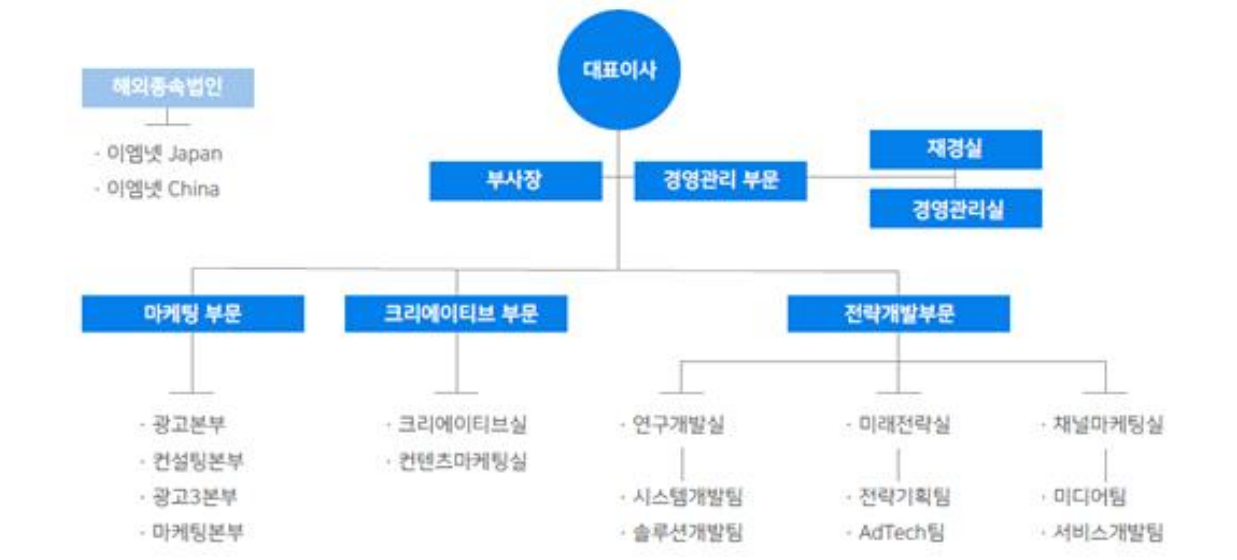 대표이사
해외종속법인
· 이엠넷 Japan
· 이엠넷 China
부사장
경영관리 부문
재경실
경영관리실
마케팅 부문
크리에이티브 부문
전략개발부문
· 광고본부
· 컨설팅본부
· 광고3본부
· 마케팅본부
· 크리에이티브실
· 컨텐츠마케팅실
· 연구개발실
· 시스템개발팀
· 솔루션개발팀
· 미래전략실
· 전략기획팀
· AdTech팀
· 채널마케팅실
· 미디어팀
· 서비스개발팀